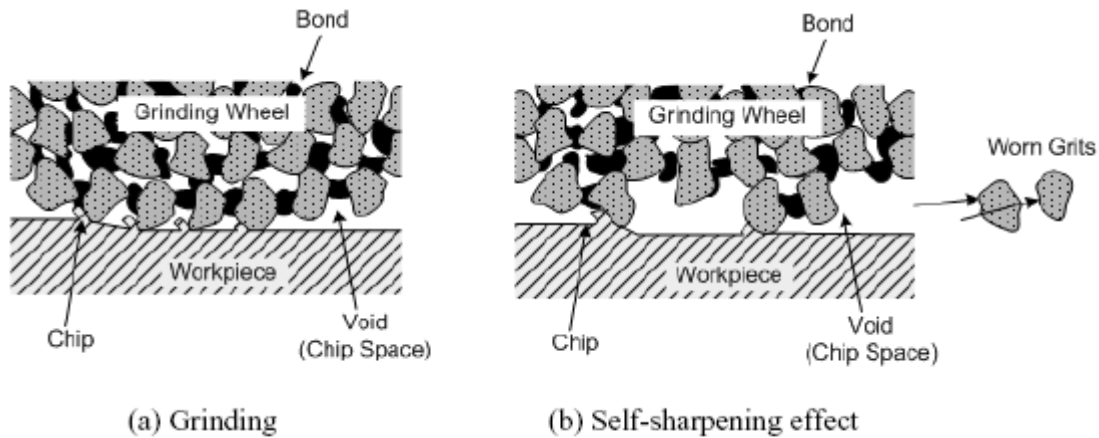 Bond
Grinding Wheel
Workpiece
Chip
Void
(Chip Space)
(a) Grinding
Bond
Grinding Wheel
Worn Grits
Workpiece
Chip
Void
(Chip Space)
(b) Self-sharpening effect